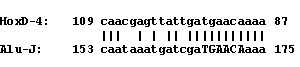 HoxD-4: 109 caacgagttattgatgaacaaaa 87
||| | | || |||||||||||
Alu-J: 153 caataaatgatcgaTGAACAaaa 175